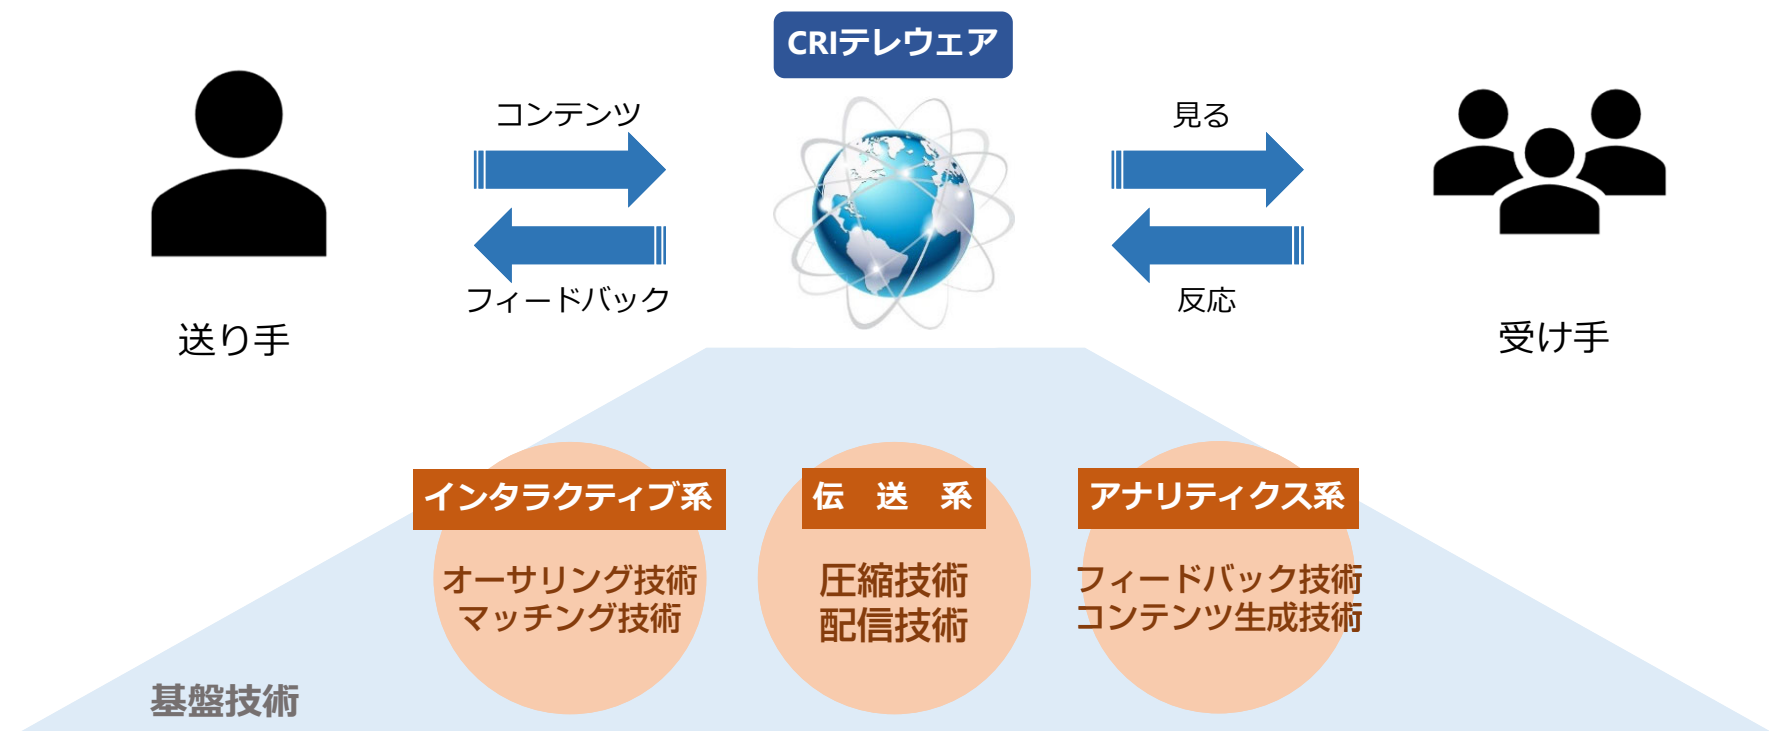 CRIテレウェア
コンテンツ
見る
フィードバック
反応
送り手
受け手
インタラクティブ系
オーサリング技術
マッチング技術
伝 送 系
圧縮技術
配信技術
アナリティクス系
フィードバック技術
コンテンツ生成技術
基盤技術